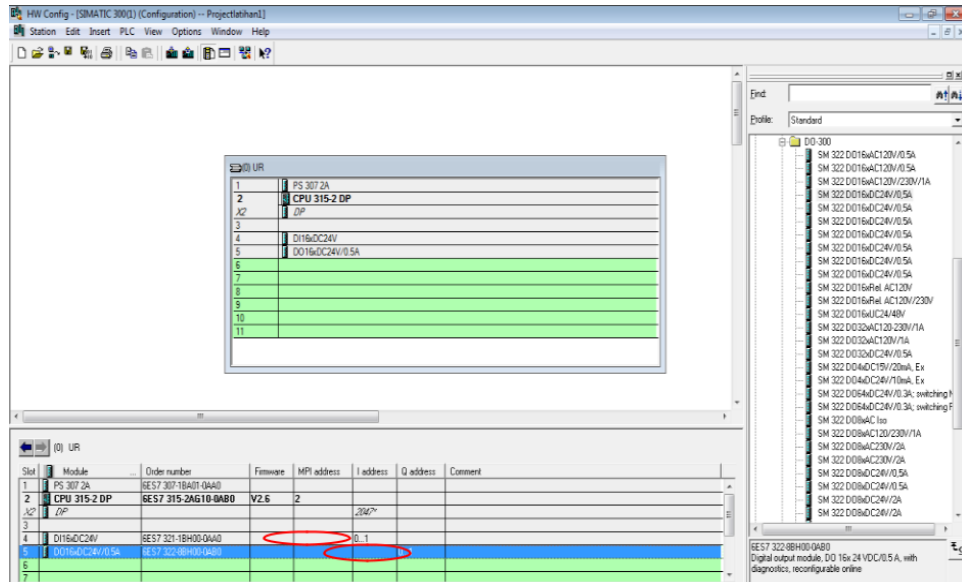 HW Config - [SIMATIC 300(1) (Configuration) -- Projectlatihan1]
Station Edit Insert PLC View Options Window Help
(0) UR
1 PS 307 2A
2 CPU 315-2 DP
X2 DP
3
4 DI16xDC24V
5 DO16xDC24V/0.5A
6
7
8
9
10
11
Find:
Profile: Standard
DO-300
SM 322 DO16xAC120V/0.5A
SM 322 DO16xAC120V/0.5A
SM 322 DO16xAC120V/230V/1A
SM 322 DO16xDC24V/0,5A
SM 322 DO16xDC24V/0.5A
SM 322 DO16xDC24V/0.5A
SM 322 DO16xDC24V/0.5A
SM 322 DO16xDC24V/0.5A
SM 322 DO16xDC24V/0.5A
SM 322 DO16xDC24V/0.5A
SM 322 DO16xRel. AC120V
SM 322 DO16xRel. AC120V/230V
SM 322 DO16xUC24/48V
SM 322 DO32xAC120-230V/1A
SM 322 DO32xAC120V/1A
SM 322 DO32xDC24V/0.5A
SM 322 DO4xDC15V/20mA, Ex
SM 322 DO4xDC24V/10mA, Ex
SM 322 DO64xDC24V/0.3A; switching
SM 322 DO64xDC24V/0.3A; switching
SM 322 DO8xAC Iso
SM 322 DO8xAC120/230V/1A
SM 322 DO8xAC230V/2A
SM 322 DO8xAC230V/2A
SM 322 DO8xDC24V/0,5A
SM 322 DO8xDC24V/0.5A
SM 322 DO8xDC24V/2A
SM 322 DO8xDC24V/2A
(0) UR
Slot Module ... Order number Firmware MPI address I address Q address Comment
1 PS 307 2A 6ES7 307-1BA01-0AA0
2 CPU 315-2 DP 6ES7 315-2AG10-0AB0 V2.6 2
X2 DP 2047*
3
4 DI16xDC24V 6ES7 321-1BH00-0AA0 0...1
5 DO16xDC24V/0.5A 6ES7 322-8BH00-0AB0
6
7
6ES7 322-8BH00-0AB0
Digital output module, DO 16x 24 VDC/0.5 A, with
diagnostics, reconfigurable online